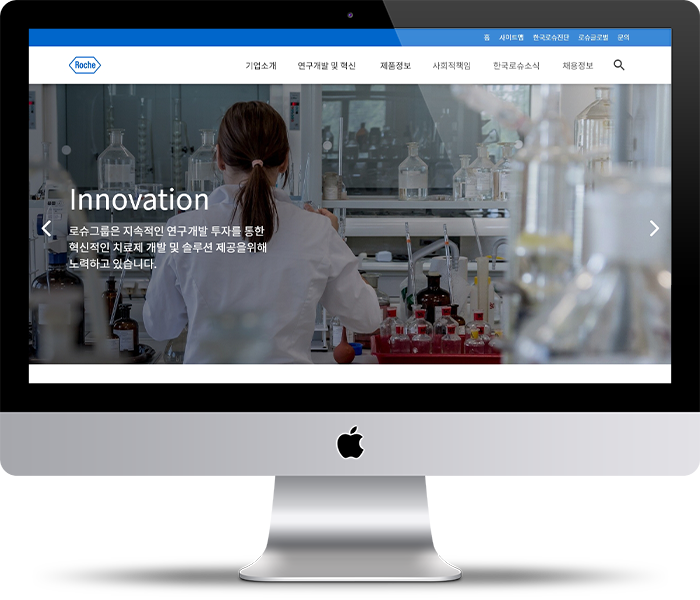 홈 사이트맵 한국로슈진단 로슈글로벌 문의
Roche 기업소개 연구개발 및 혁신 제품정보 사회적책임 한국로슈소식 채용정보
Innovation
로슈그룹은 지속적인 연구개발 투자를 통한
혁신적인 치료제 개발 및 솔루션 제공을위해
노력하고 있습니다.